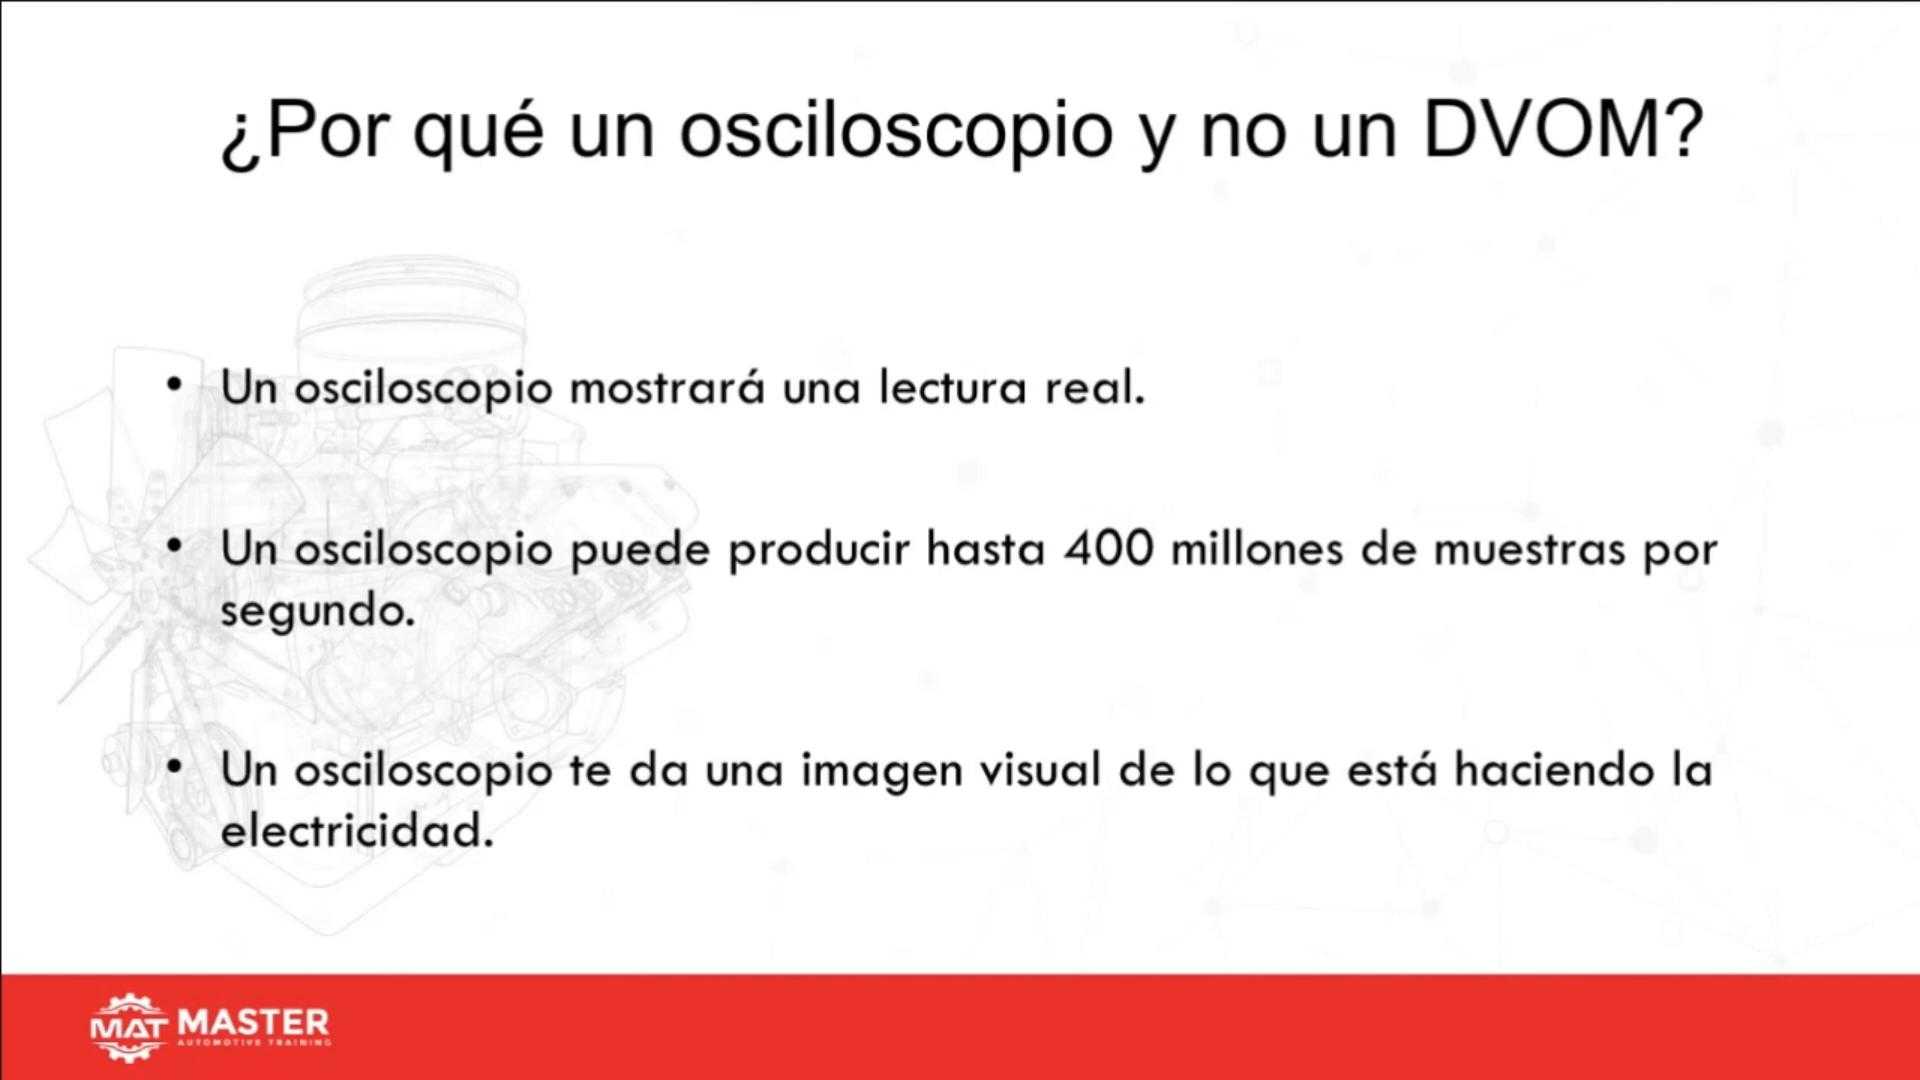 ¿Por qué un osciloscopio y no un DVOM?
• Un osciloscopio mostrará una lectura real.
• Un osciloscopio puede producir hasta 400 millones de muestras por
segundo.
• Un osciloscopio te da una imagen visual de lo que está haciendo la
electricidad.
MAT MASTER
AUTOMOTIVE TRAINING